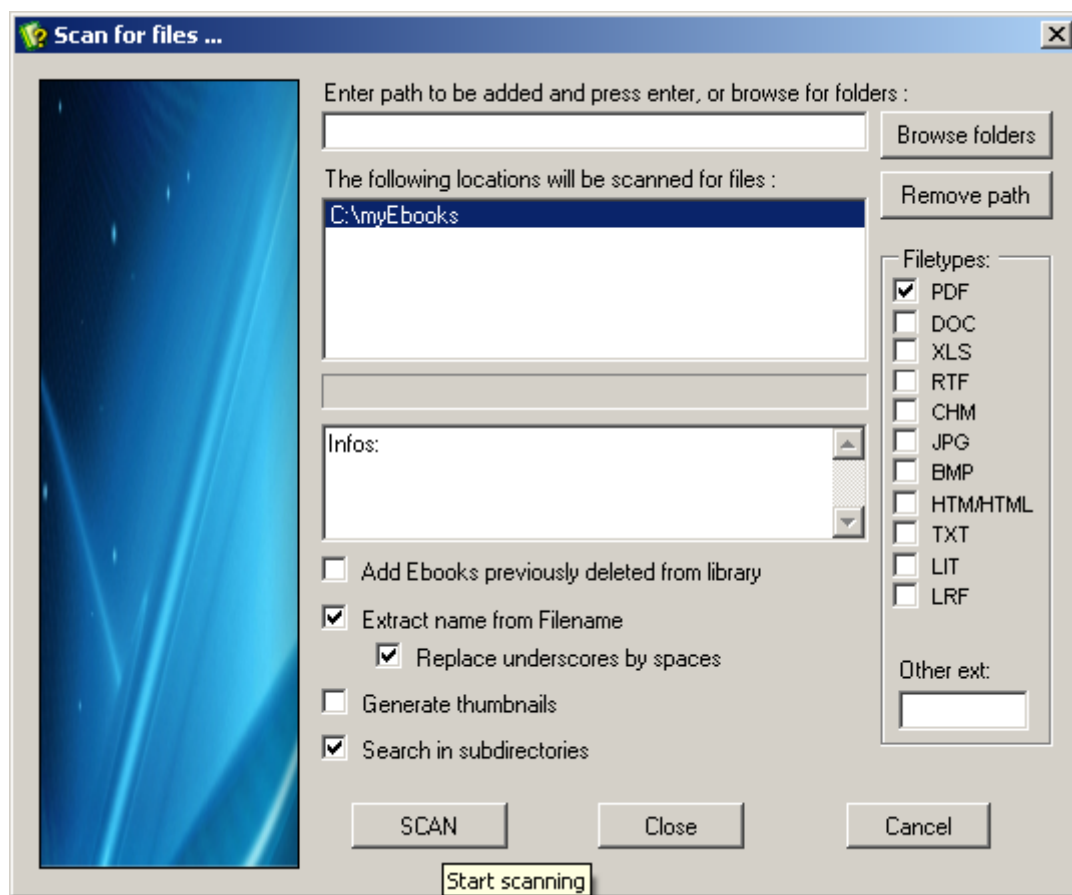 Scan for files ...
Enter path to be added and press enter, or browse for folders :
Browse folders
The following locations will be scanned for files :
Remove path
C:\myEbooks
Filetypes:
PDF
DOC
XLS
RTF
CHM
JPG
BMP
HTM/HTML
TXT
LIT
LRF
Other ext:
Infos:
Add Ebooks previously deleted from library
Extract name from Filename
Replace underscores by spaces
Generate thumbnails
Search in subdirectories
SCAN
Close
Cancel
Start scanning